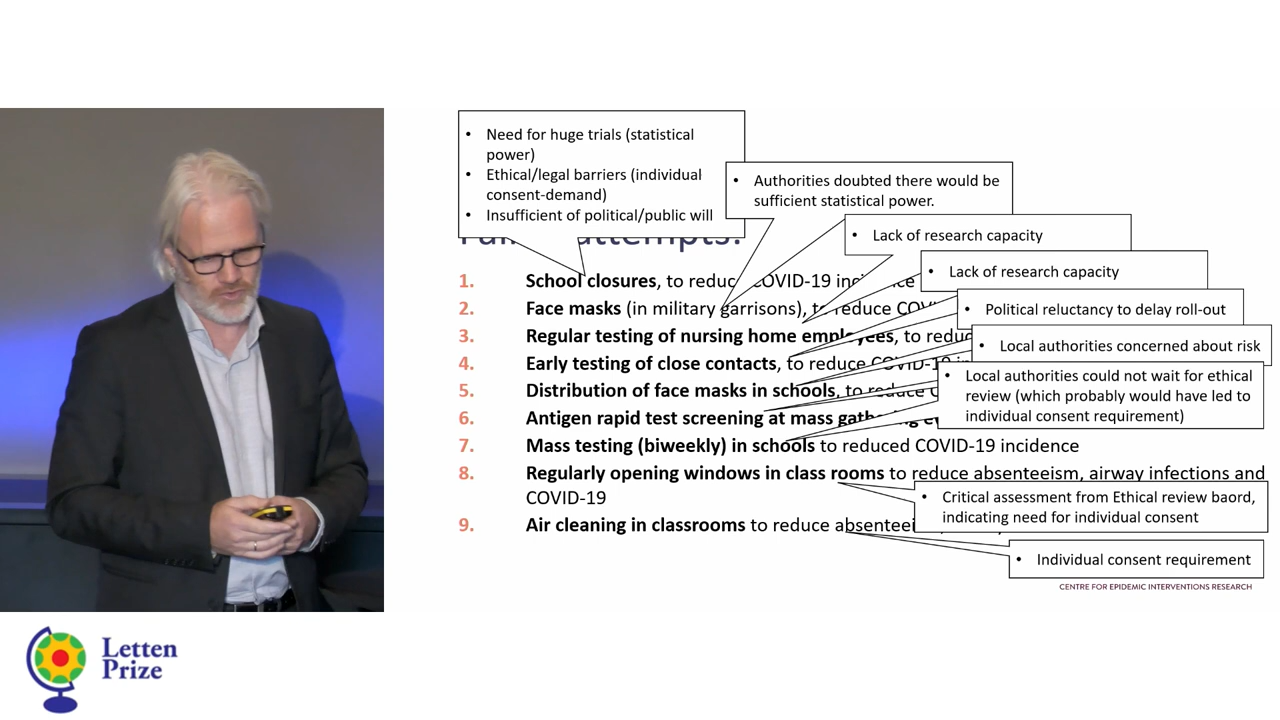 • Need for huge trials (statistical
power)
• Ethical/legal barriers (individual
consent-demand)
• Insufficient of political/public will
• Authorities doubted there would be
sufficient statistical power.
• Lack of research capacity
• Lack of research capacity
• Political reluctancy to delay roll-out
• Local authorities concerned about risk
• Local authorities could not wait for ethical
review (which probably would have led to
individual consent requirement)
attempts
1. School closures, to reduc COVID-19
2. Face masks (in military garrisons), to reduce
3. Regular testing of nursing home employees, to reduc
4. Early testing of close contacts, to reduce COVID-19
5. Distribution of face masks in schools, to reduce
6. Antigen rapid test screening at mass gathering
7. Mass testing (biweekly) in schools to reduced COVID-19 incidence
8. Regularly opening windows in class rooms to reduce absenteeism, airway infections and
COVID-19
9. Air cleaning in classrooms to reduce absentee
• Critical assessment from Ethical review baord,
indicating need for individual consent
• Individual consent requirement
CENTRE FOR EPIDEMIC INTERVENTIONS RESEARCH
Letten
Prize